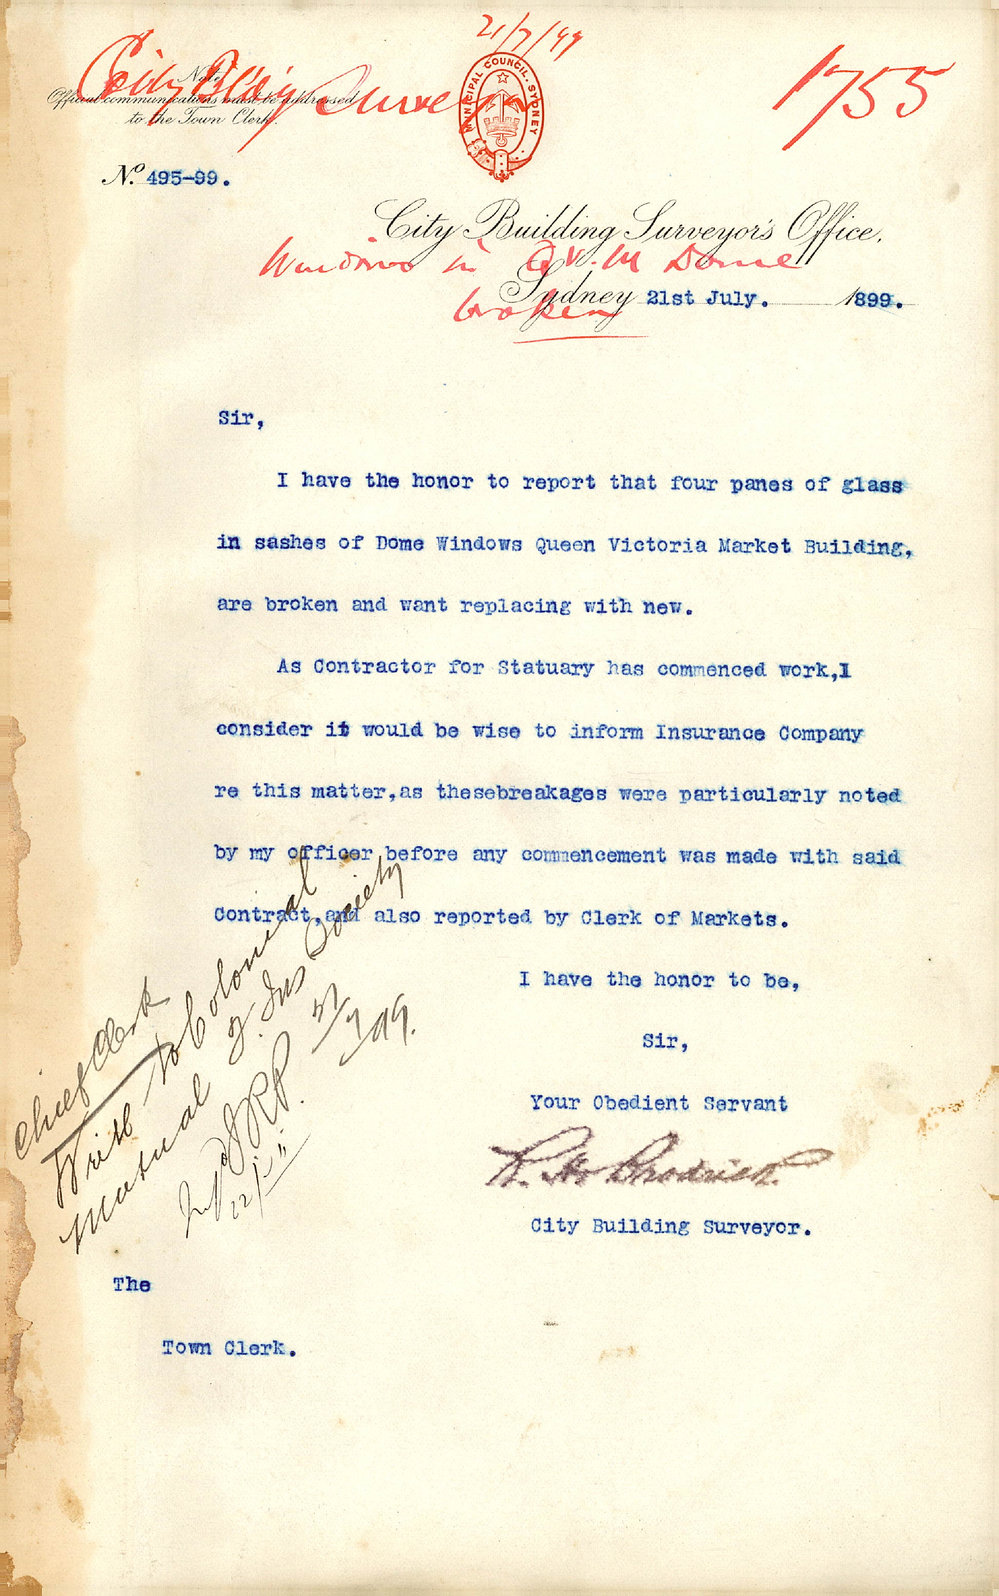 21/7/99
City Bldg Surveyor
1755
Note
Official communications must be addressed
to the Town Clerk.
MUNICIPAL COUNCIL. SYDNEY
No. 495-99.
City Building Surveyor's Office,
Windows in Q.V.M Dome
broken
Sydney 21st July. 1899.
Sir,
I have the honor to report that four panes of glass
in sashes of Dome Windows Queen Victoria Market Building,
are broken and want replacing with new.
As Contractor for Statuary has commenced work,I
consider it would be wise to inform Insurance Company
re this matter,as thesebreakages were particularly noted
by my officer before any commencement was made with said
Contract,and also reported by Clerk of Markets.
I have the honor to be,
Sir,
Your Obedient Servant
R. H. Brodrick.
City Building Surveyor.
Chief Clerk
Write to Colonial
Mutual F. Ins Society
21/7/99.
The
Town Clerk.